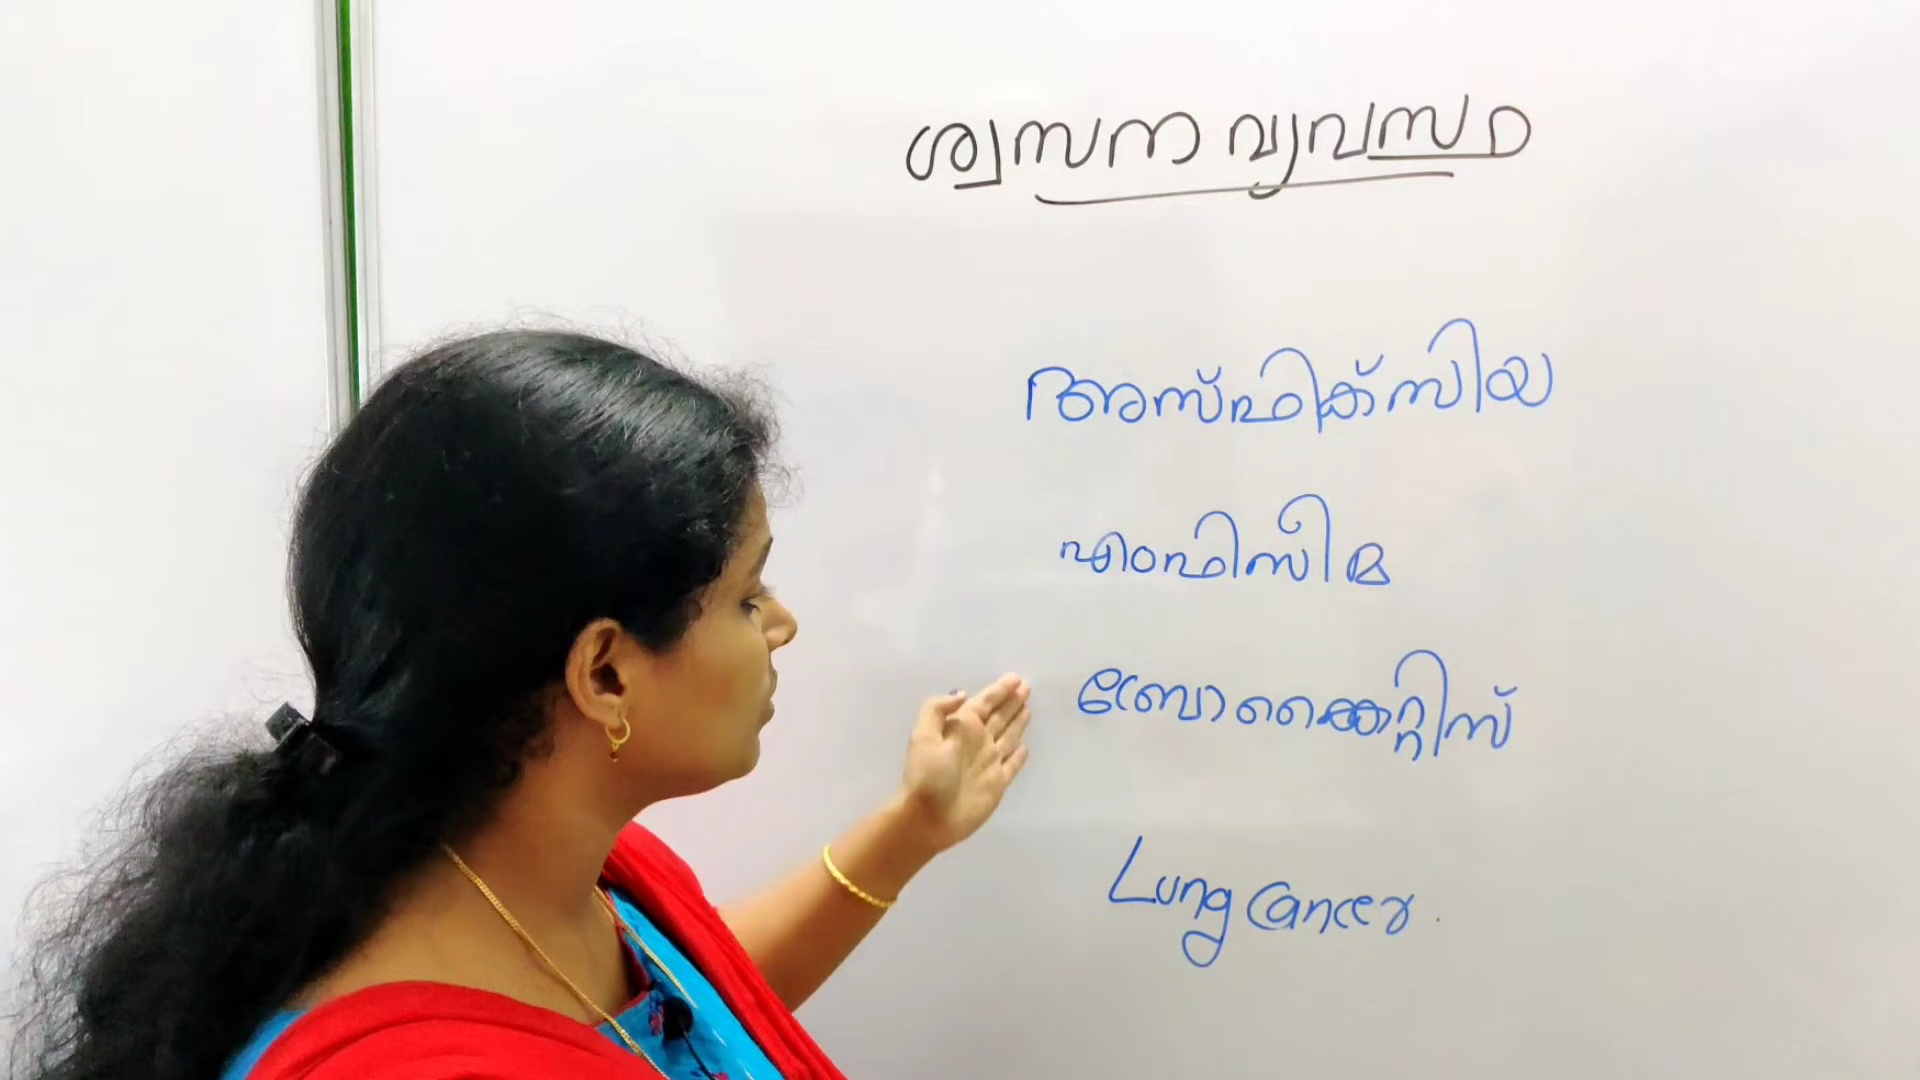 ശ്വസന വ്യവസ്ഥ
അസ്ഫിക്സിയ
എംഫിസീമ
ബ്രോങ്കൈറ്റിസ്
Lung Cancer.